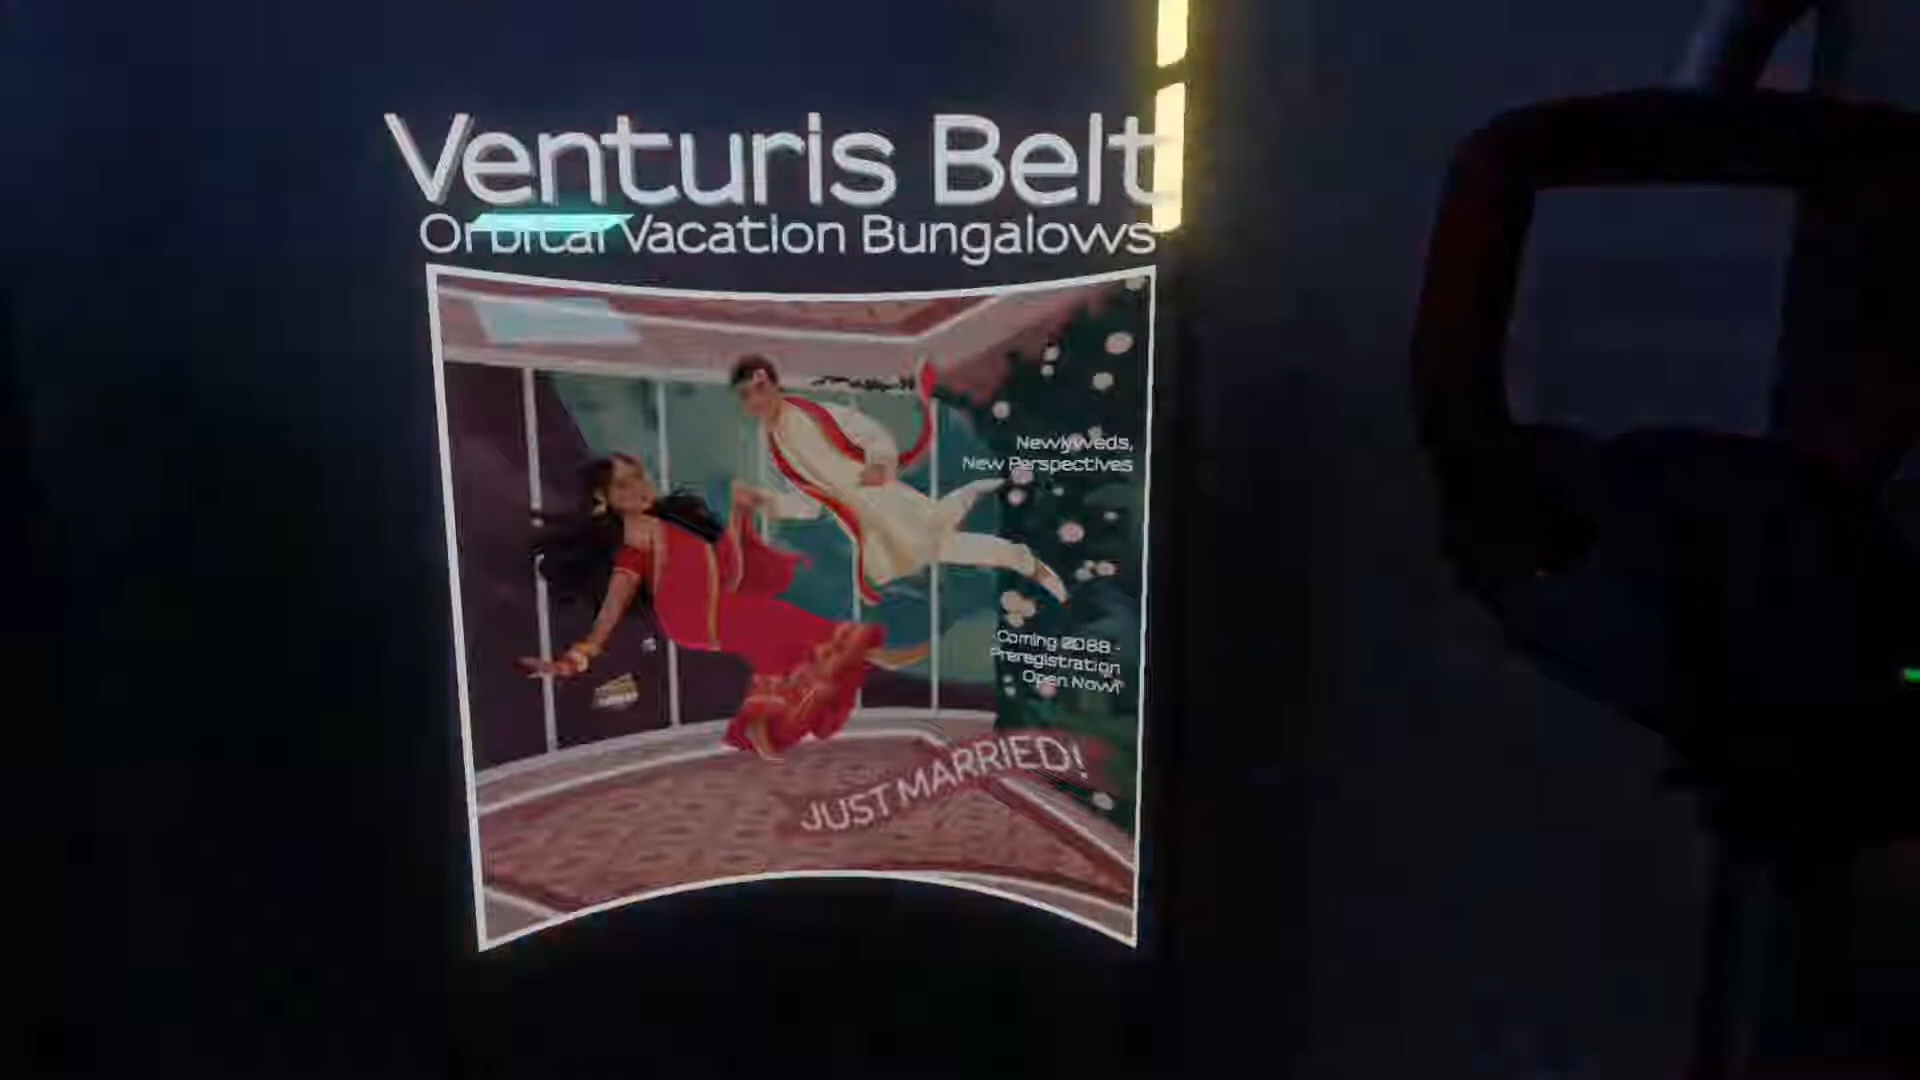 Venturis Belt
Orbital Vacation Bungalows
Newlyweds,
New Perspectives
Coming 2088 -
Preregistration
Open Now!
JUST MARRIED!